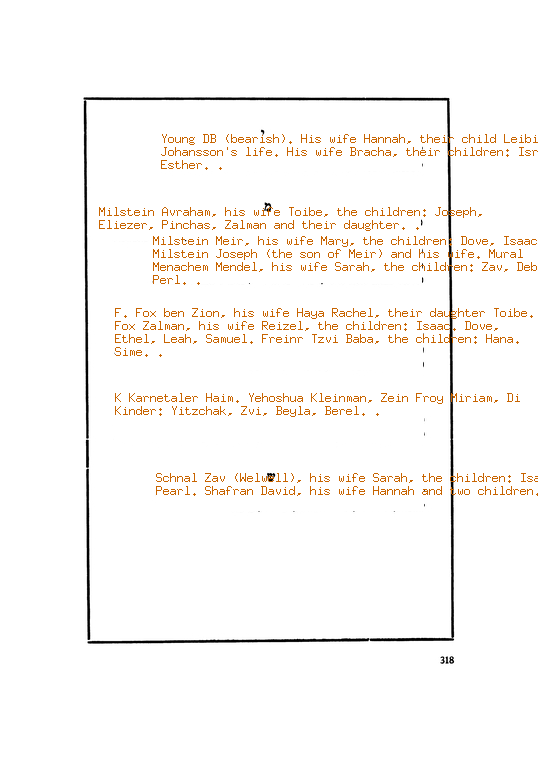 י
Young DB (bearish). His wife Hannah, their child Leibi
Johansson's life. His wife Bracha, their children: Isr
Esther. .
מ
Milstein Avraham, his wife Toibe, the children: Joseph,
Eliezer, Pinchas, Zalman and their daughter. .
Milstein Meir, his wife Mary, the children: Dove, Isaac
Milstein Joseph (the son of Meir) and his wife. Mural
Menachem Mendel, his wife Sarah, the children: Zav, Deb
Perl. .
F. Fox ben Zion, his wife Haya Rachel, their daughter Toibe.
Fox Zalman, his wife Reizel, the children: Isaac. Dove,
Ethel, Leah, Samuel. Freinr Tzvi Baba, the children: Hana.
Sime. .
K Karnetaler Haim. Yehoshua Kleinman, Zein Froy Miriam, Di
Kinder: Yitzchak, Zvi, Beyla, Berel. .
Schnal Zav (Welwell), his wife Sarah, the children: Isa
Pearl. Shafran David, his wife Hannah and two children.
318